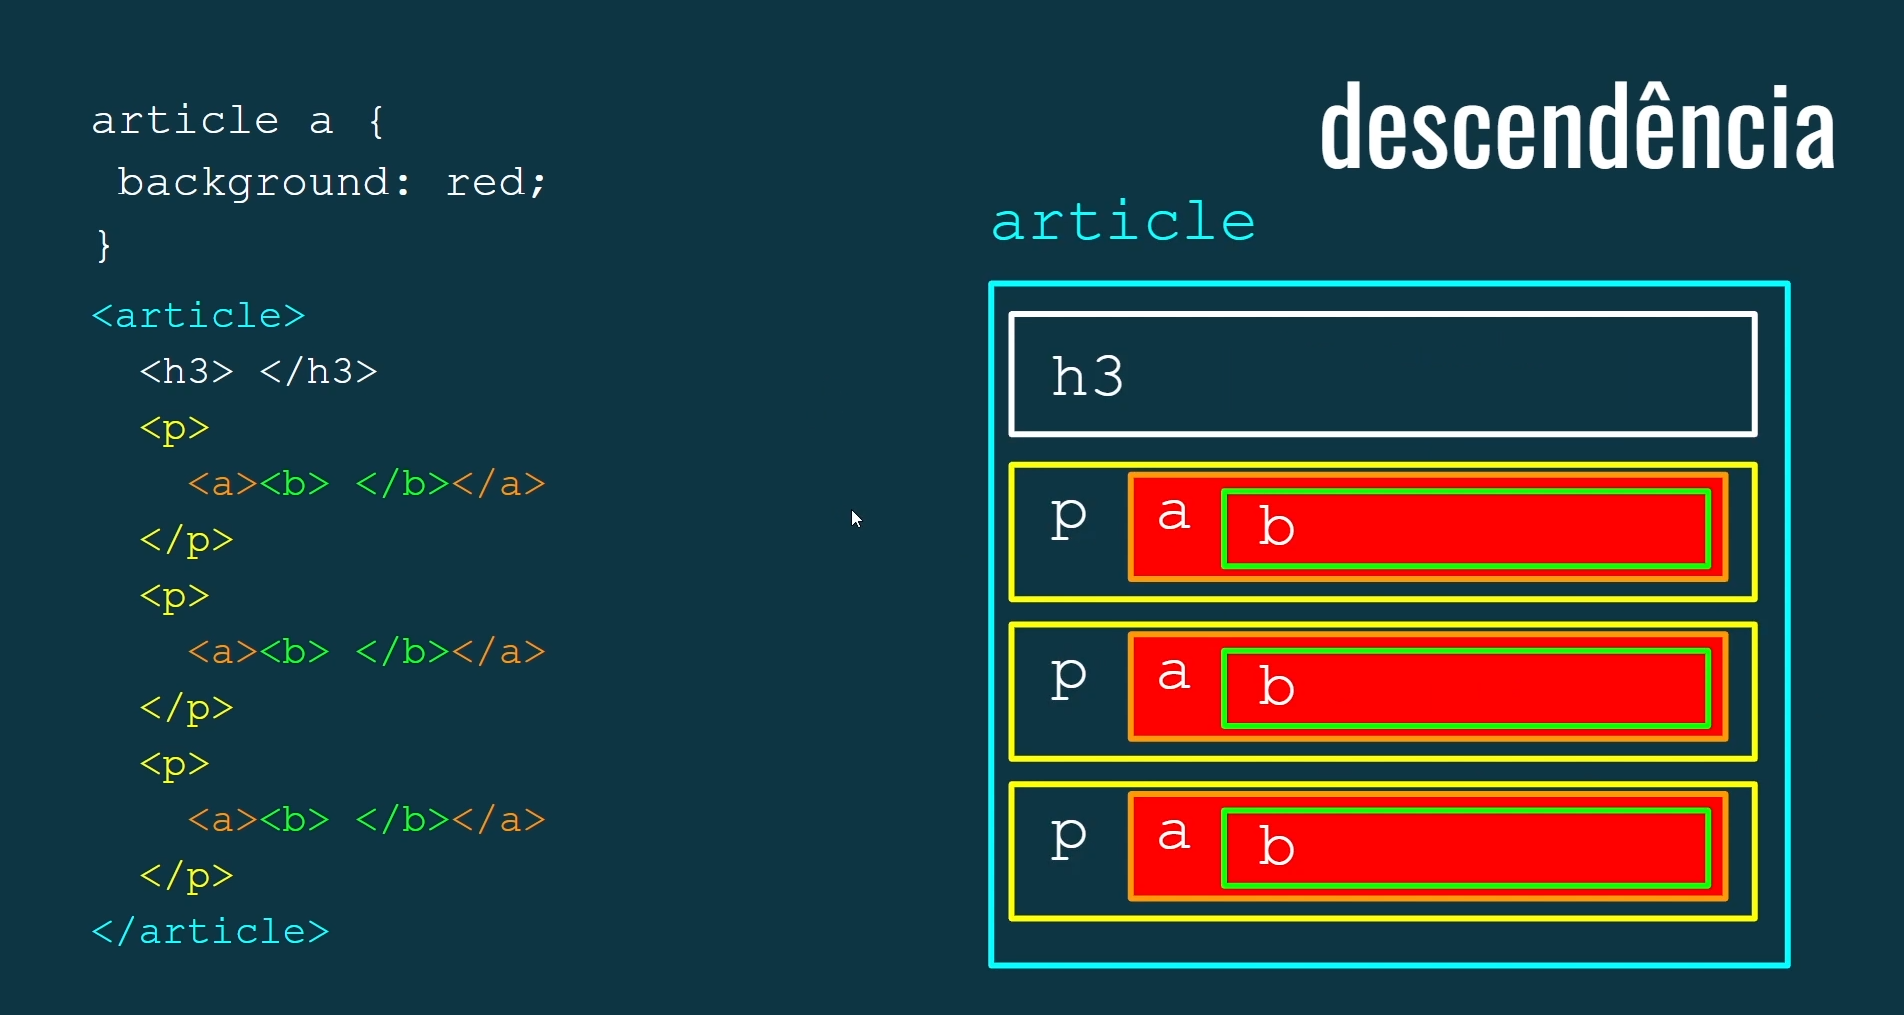 descendência
article a {
 background: red;
}
<article>
  <h3> </h3>
  <p>
    <a><b> </b></a>
  </p>
  <p>
    <a><b> </b></a>
  </p>
  <p>
    <a><b> </b></a>
  </p>
</article>
article
h3
p a b
p a b
p a b